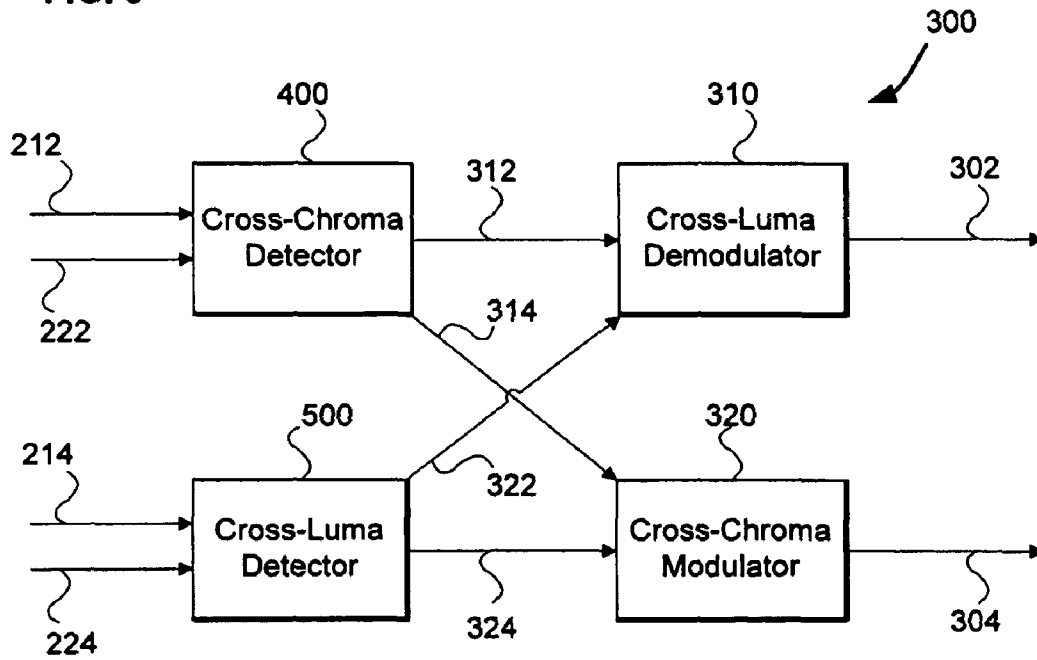 300
400
310
212
312
302
Cross-Chroma
Detector
Cross-Luma
Demodulator
222
314
500
320
214
322
Cross-Luma
Detector
Cross-Chroma
Modulator
224
324
304